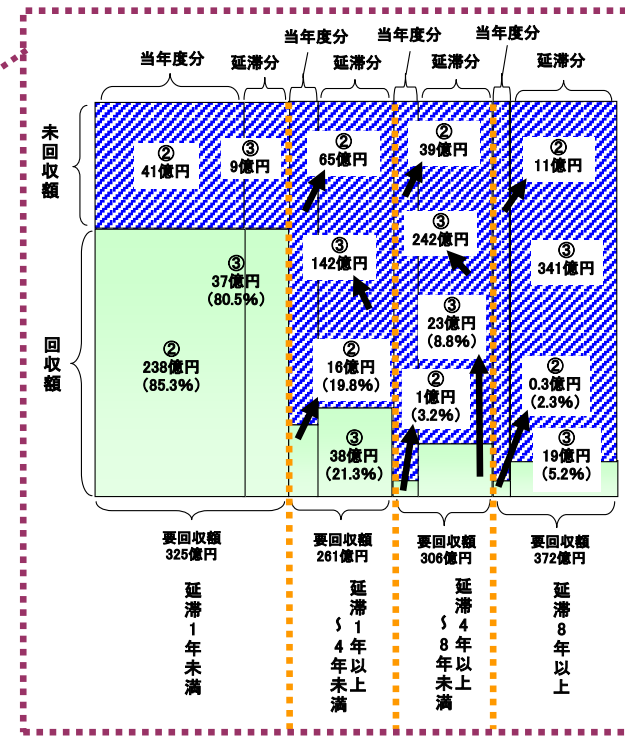 当年度分
延滞分
当年度分
延滞分
当年度分
延滞分
当年度分
延滞分
未回収額
②
41億円
③
9億円
②
65億円
②
39億円
②
11億円
③
142億円
③
242億円
③
341億円
回収額
③
37億円
(80.5%)
②
238億円
(85.3%)
②
16億円
(19.8%)
③
38億円
(21.3%)
③
23億円
(8.8%)
②
1億円
(3.2%)
②
0.3億円
(2.3%)
③
19億円
(5.2%)
要回収額
325億円
要回収額
261億円
要回収額
306億円
要回収額
372億円
延滞1年未満
延滞1年以上
～4年未満
延滞4年以上
～8年未満
延滞8年以上